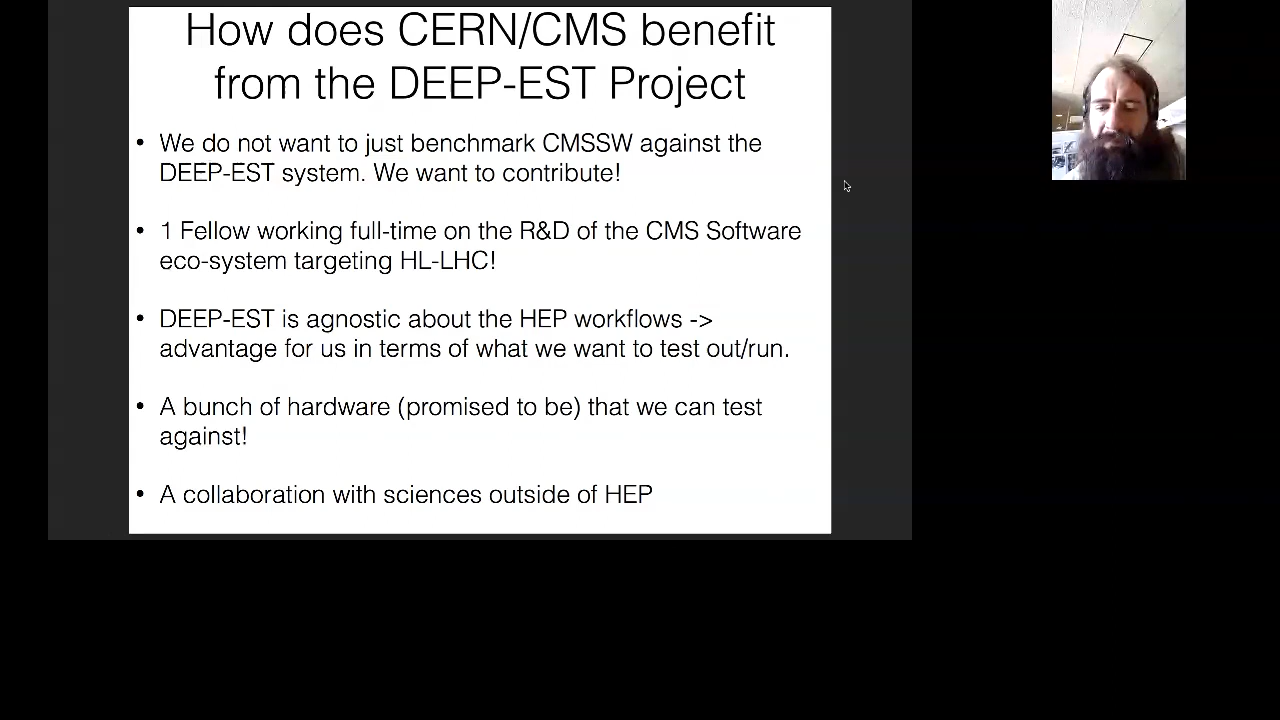 How does CERN/CMS benefit
from the DEEP-EST Project
• We do not want to just benchmark CMSSW against the
DEEP-EST system. We want to contribute!
• 1 Fellow working full-time on the R&D of the CMS Software
eco-system targeting HL-LHC!
• DEEP-EST is agnostic about the HEP workflows ->
advantage for us in terms of what we want to test out/run.
• A bunch of hardware (promised to be) that we can test
against!
• A collaboration with sciences outside of HEP